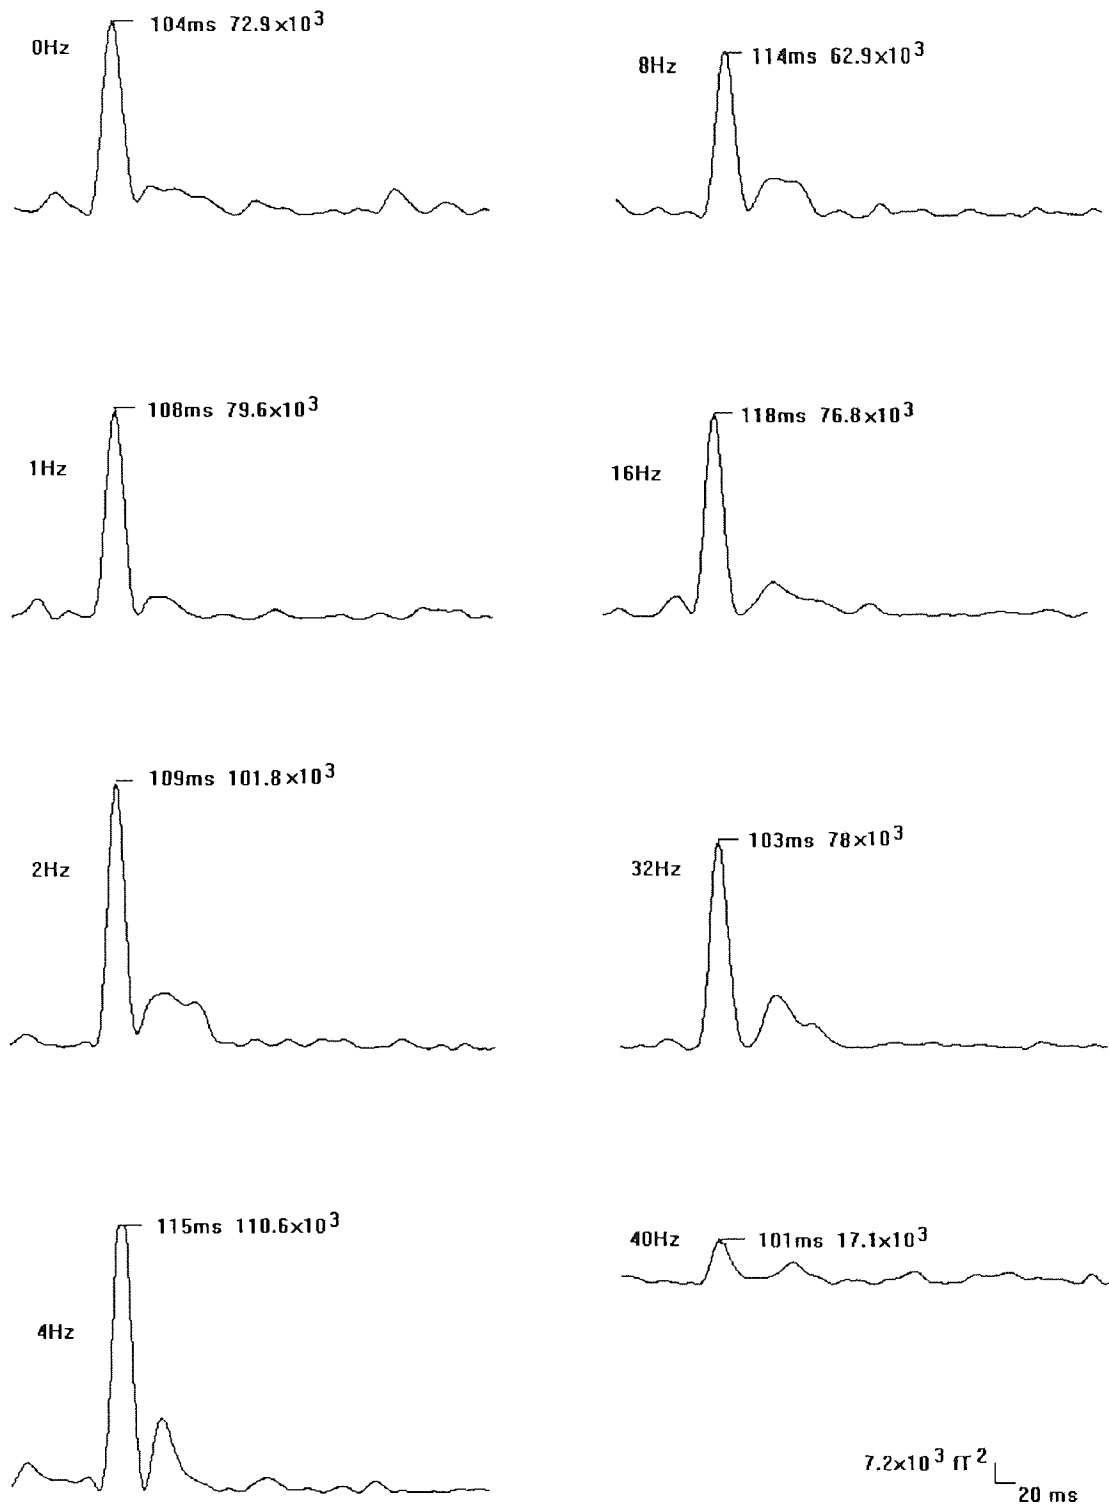 0Hz
104ms 72.9×10³
8Hz
114ms 62.9×10³
1Hz
108ms 79.6×10³
16Hz
118ms 76.8×10³
2Hz
109ms 101.8×10³
32Hz
103ms 78×10³
4Hz
115ms 110.6×10³
40Hz
101ms 17.1×10³
7.2×10³ fT²
20 ms